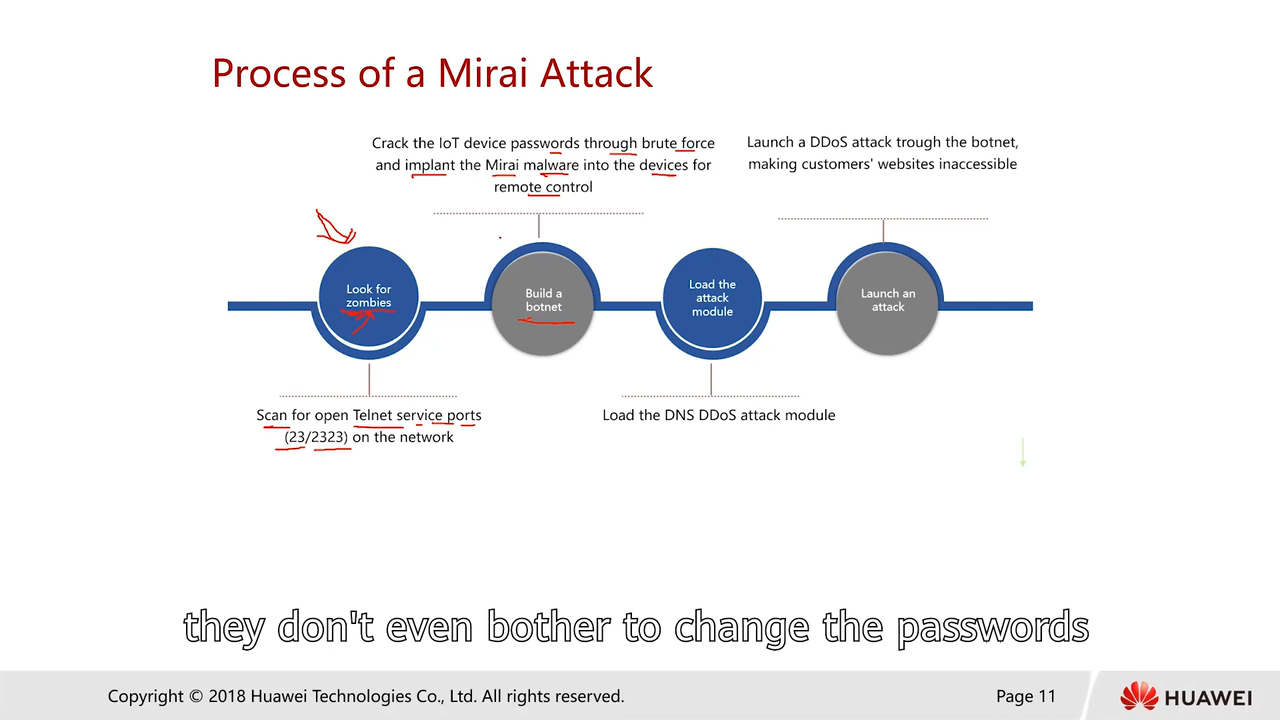 Process of a Mirai Attack
Crack the IoT device passwords through brute force
and implant the Mirai malware into the devices for
remote control
Launch a DDoS attack trough the botnet,
making customers' websites inaccessible
Look for
zombies
Build a
botnet
Load the
attack
module
Launch an
attack
Scan for open Telnet service ports
(23/2323) on the network
Load the DNS DDoS attack module
they don't even bother to change the passwords
Copyright © 2018 Huawei Technologies Co., Ltd. All rights reserved.
Page 11
HUAWEI